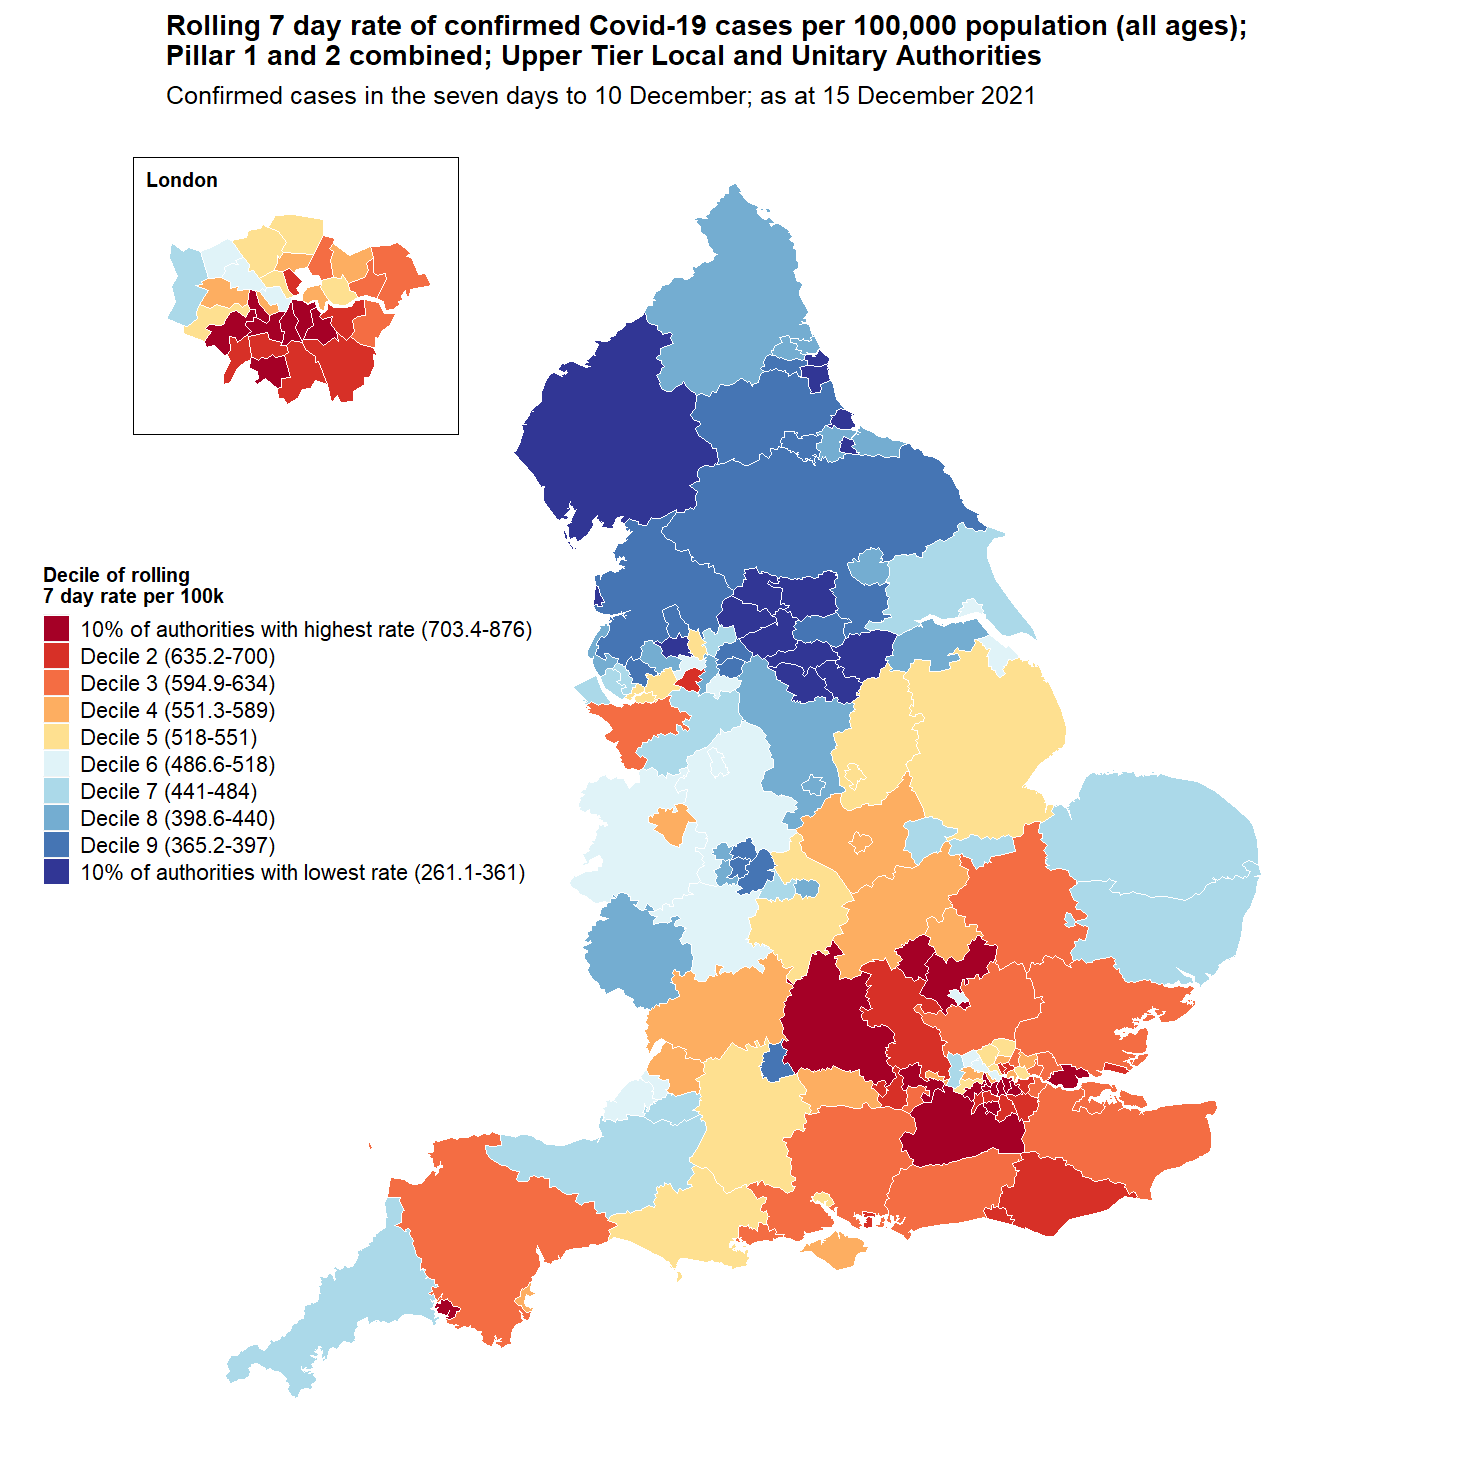 Rolling 7 day rate of confirmed Covid-19 cases per 100,000 population (all ages);
Pillar 1 and 2 combined; Upper Tier Local and Unitary Authorities
Confirmed cases in the seven days to 10 December; as at 15 December 2021
London
Decile of rolling
7 day rate per 100k
10% of authorities with highest rate (703.4-876)
Decile 2 (635.2-700)
Decile 3 (594.9-634)
Decile 4 (551.3-589)
Decile 5 (518-551)
Decile 6 (486.6-518)
Decile 7 (441-484)
Decile 8 (398.6-440)
Decile 9 (365.2-397)
10% of authorities with lowest rate (261.1-361)